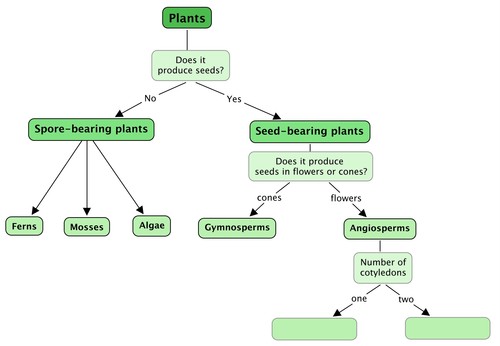 Plants
Does it
produce seeds?
No
Yes
Spore-bearing plants
Seed-bearing plants
Does it produce
seeds in flowers or cones?
cones
flowers
Ferns
Mosses
Algae
Gymnosperms
Angiosperms
Number of
cotyledons
one
two